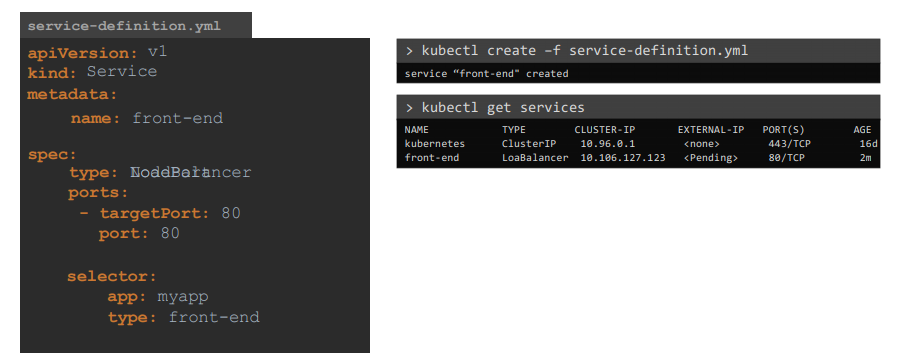 service-definition.yml
apiVersion: v1
kind: Service
metadata:
name: front-end
spec:
type: LoadBalancer
ports:
- targetPort: 80
port: 80
selector:
app: myapp
type: front-end
> kubectl create –f service-definition.yml
service “front-end" created
> kubectl get services
NAME TYPE CLUSTER-IP EXTERNAL-IP PORT(S) AGE
kubernetes ClusterIP 10.96.0.1 <none> 443/TCP 16d
front-end LoaBalancer 10.106.127.123 <Pending> 80/TCP 2m